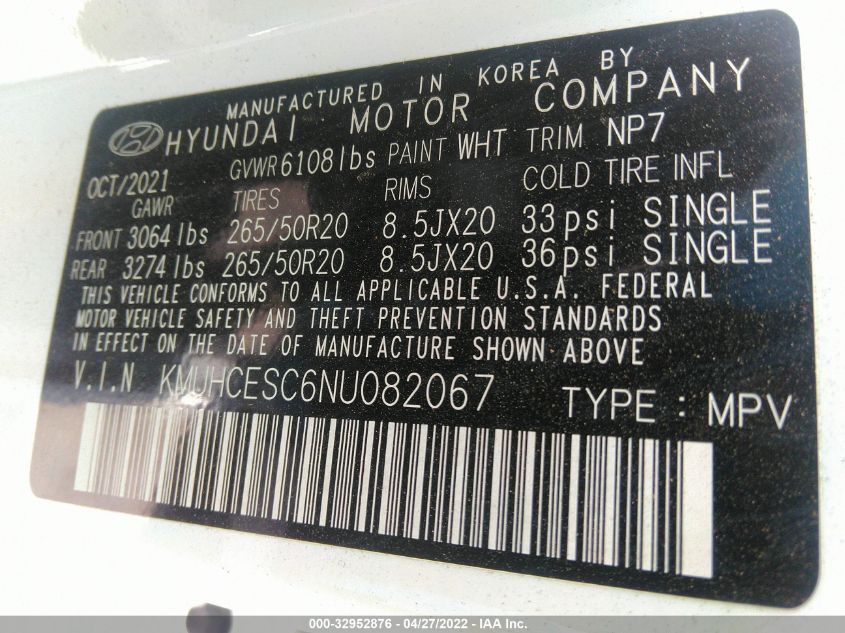 MANUFACTURED IN KOREA BY
HYUNDAI MOTOR COMPANY
OCT/2021 GVWR 6108 lbs PAINT WHT TRIM NP7
GAWR TIRES RIMS COLD TIRE INFL
FRONT 3064 lbs 265/50R20 8.5JX20 33psi SINGLE
REAR 3274 lbs 265/50R20 8.5JX20 36psi SINGLE
THIS VEHICLE CONFORMS TO ALL APPLICABLE U.S.A. FEDERAL
MOTOR VEHICLE SAFETY AND THEFT PREVENTION STANDARDS
IN EFFECT ON THE DATE OF MANUFACTURE SHOWN ABOVE
V.I.N KMUHCESC6NU082067 TYPE : MPV
000-32952876 - 04/27/2022 - IAA Inc.